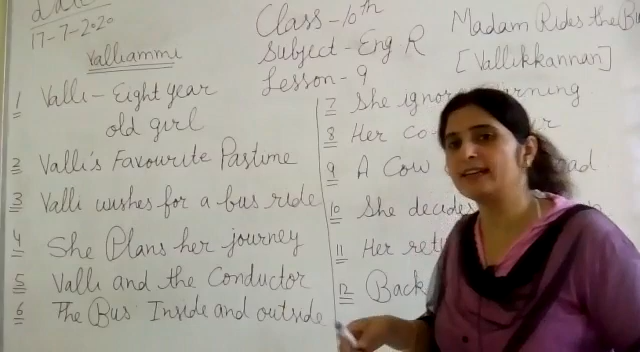 Date
17-7-2020
Class-10th
Subject-Eng R
Lesson-9
Madam Rides the Bu
[Vallikkannan]
Valliammi
1 Valli - Eight year
old girl
2 Valli's Favourite Pastime
3 Valli wishes for a bus ride
4 She Plans her journey
5 Valli and the Conductor
6 The Bus Inside and outside
7 She
8 Her Co-
9 A Cow
10 She decides
11 Her
12 Back